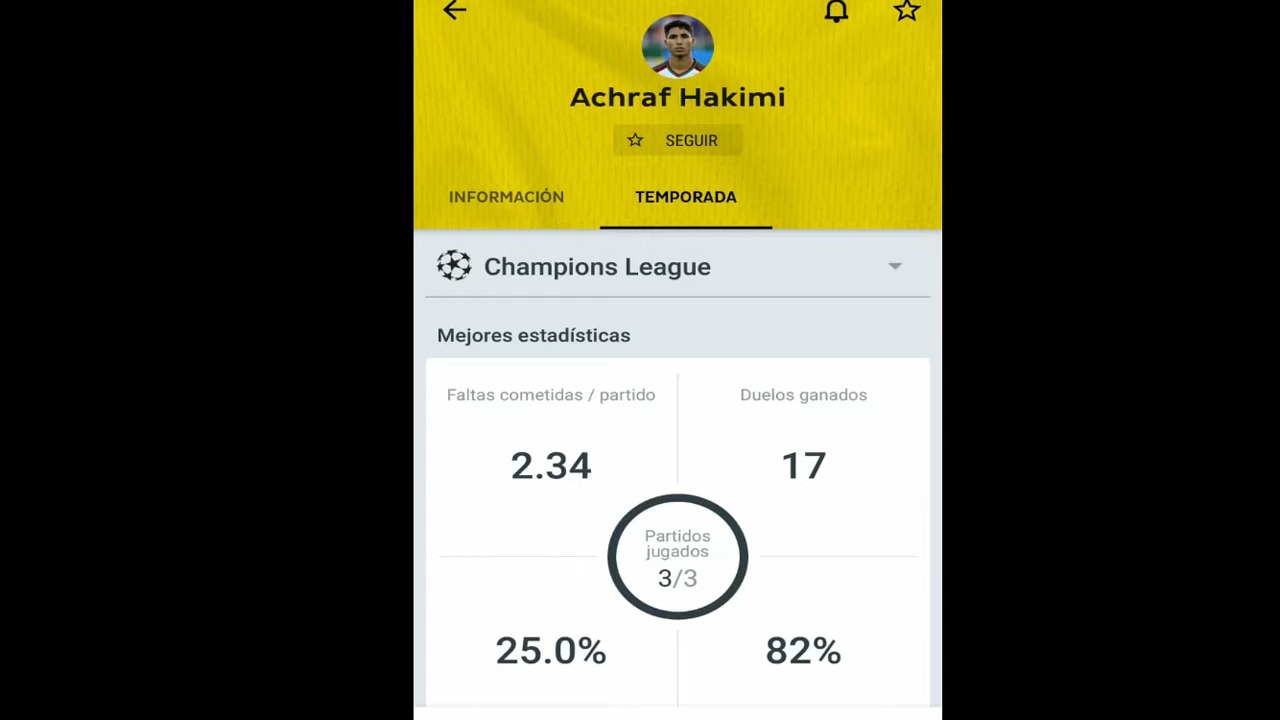 Achraf Hakimi
SEGUIR
INFORMACIÓN
TEMPORADA
Champions League
Mejores estadísticas
Faltas cometidas / partido
Duelos ganados
2.34
17
Partidos
jugados
3/3
25.0%
82%